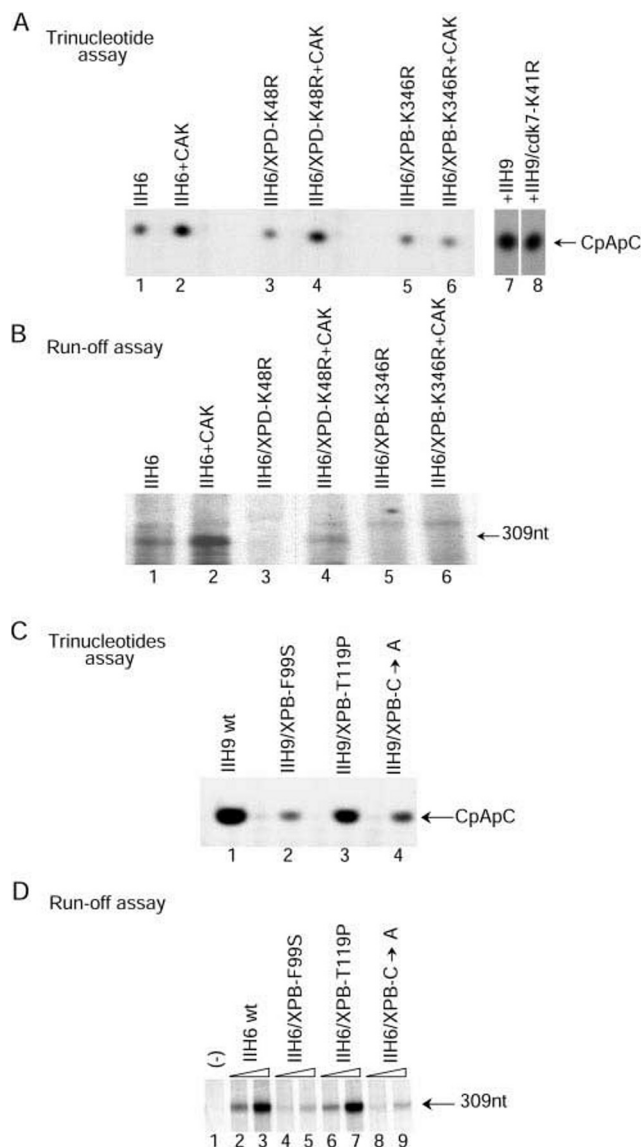 A
Trinucleotide
assay
IIH6
IIH6+CAK
IIH6/XPD-K48R
IIH6/XPD-K48R+CAK
IIH6/XPB-K346R
IIH6/XPB-K346R+CAK
+IIH9
+IIH9/cdk7-K41R
← CpApC
1 2 3 4 5 6 7 8
B
Run-off assay
IIH6
IIH6+CAK
IIH6/XPD-K48R
IIH6/XPD-K48R+CAK
IIH6/XPB-K346R
IIH6/XPB-K346R+CAK
← 309nt
1 2 3 4 5 6
C
Trinucleotides
assay
IIH9 wt
IIH9/XPB-F99S
IIH9/XPB-T119P
IIH9/XPB-C → A
← CpApC
1 2 3 4
D
Run-off assay
(-)
IIH6 wt
IIH6/XPB-F99S
IIH6/XPB-T119P
IIH6/XPB-C → A
← 309nt
1 2 3 4 5 6 7 8 9